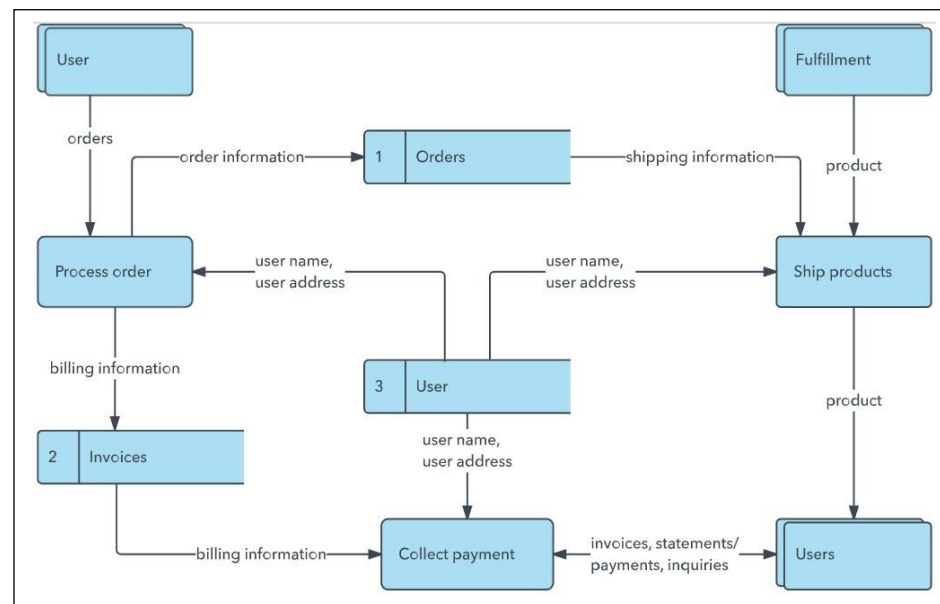 User
Fulfillment
orders
order information
1
Orders
shipping information
product
Process order
user name,
user address
user name,
user address
Ship products
billing information
3
User
product
2
Invoices
user name,
user address
billing information
Collect payment
invoices, statements/
payments, inquiries
Users